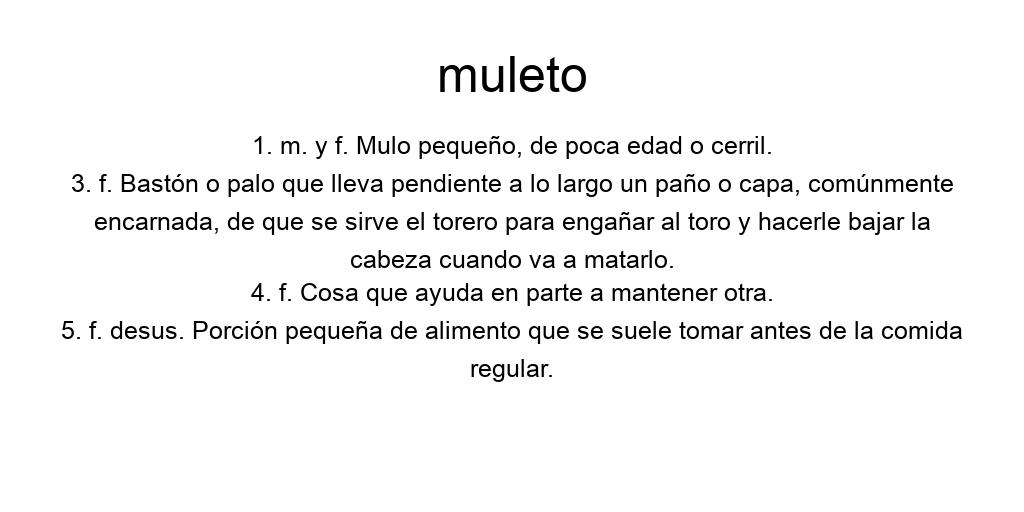 muleto
1. m. y f. Mulo pequeño, de poca edad o cerril.
3. f. Bastón o palo que lleva pendiente a lo largo un paño o capa, comúnmente
encarnada, de que se sirve el torero para engañar al toro y hacerle bajar la
cabeza cuando va a matarlo.
4. f. Cosa que ayuda en parte a mantener otra.
5. f. desus. Porción pequeña de alimento que se suele tomar antes de la comida
regular.